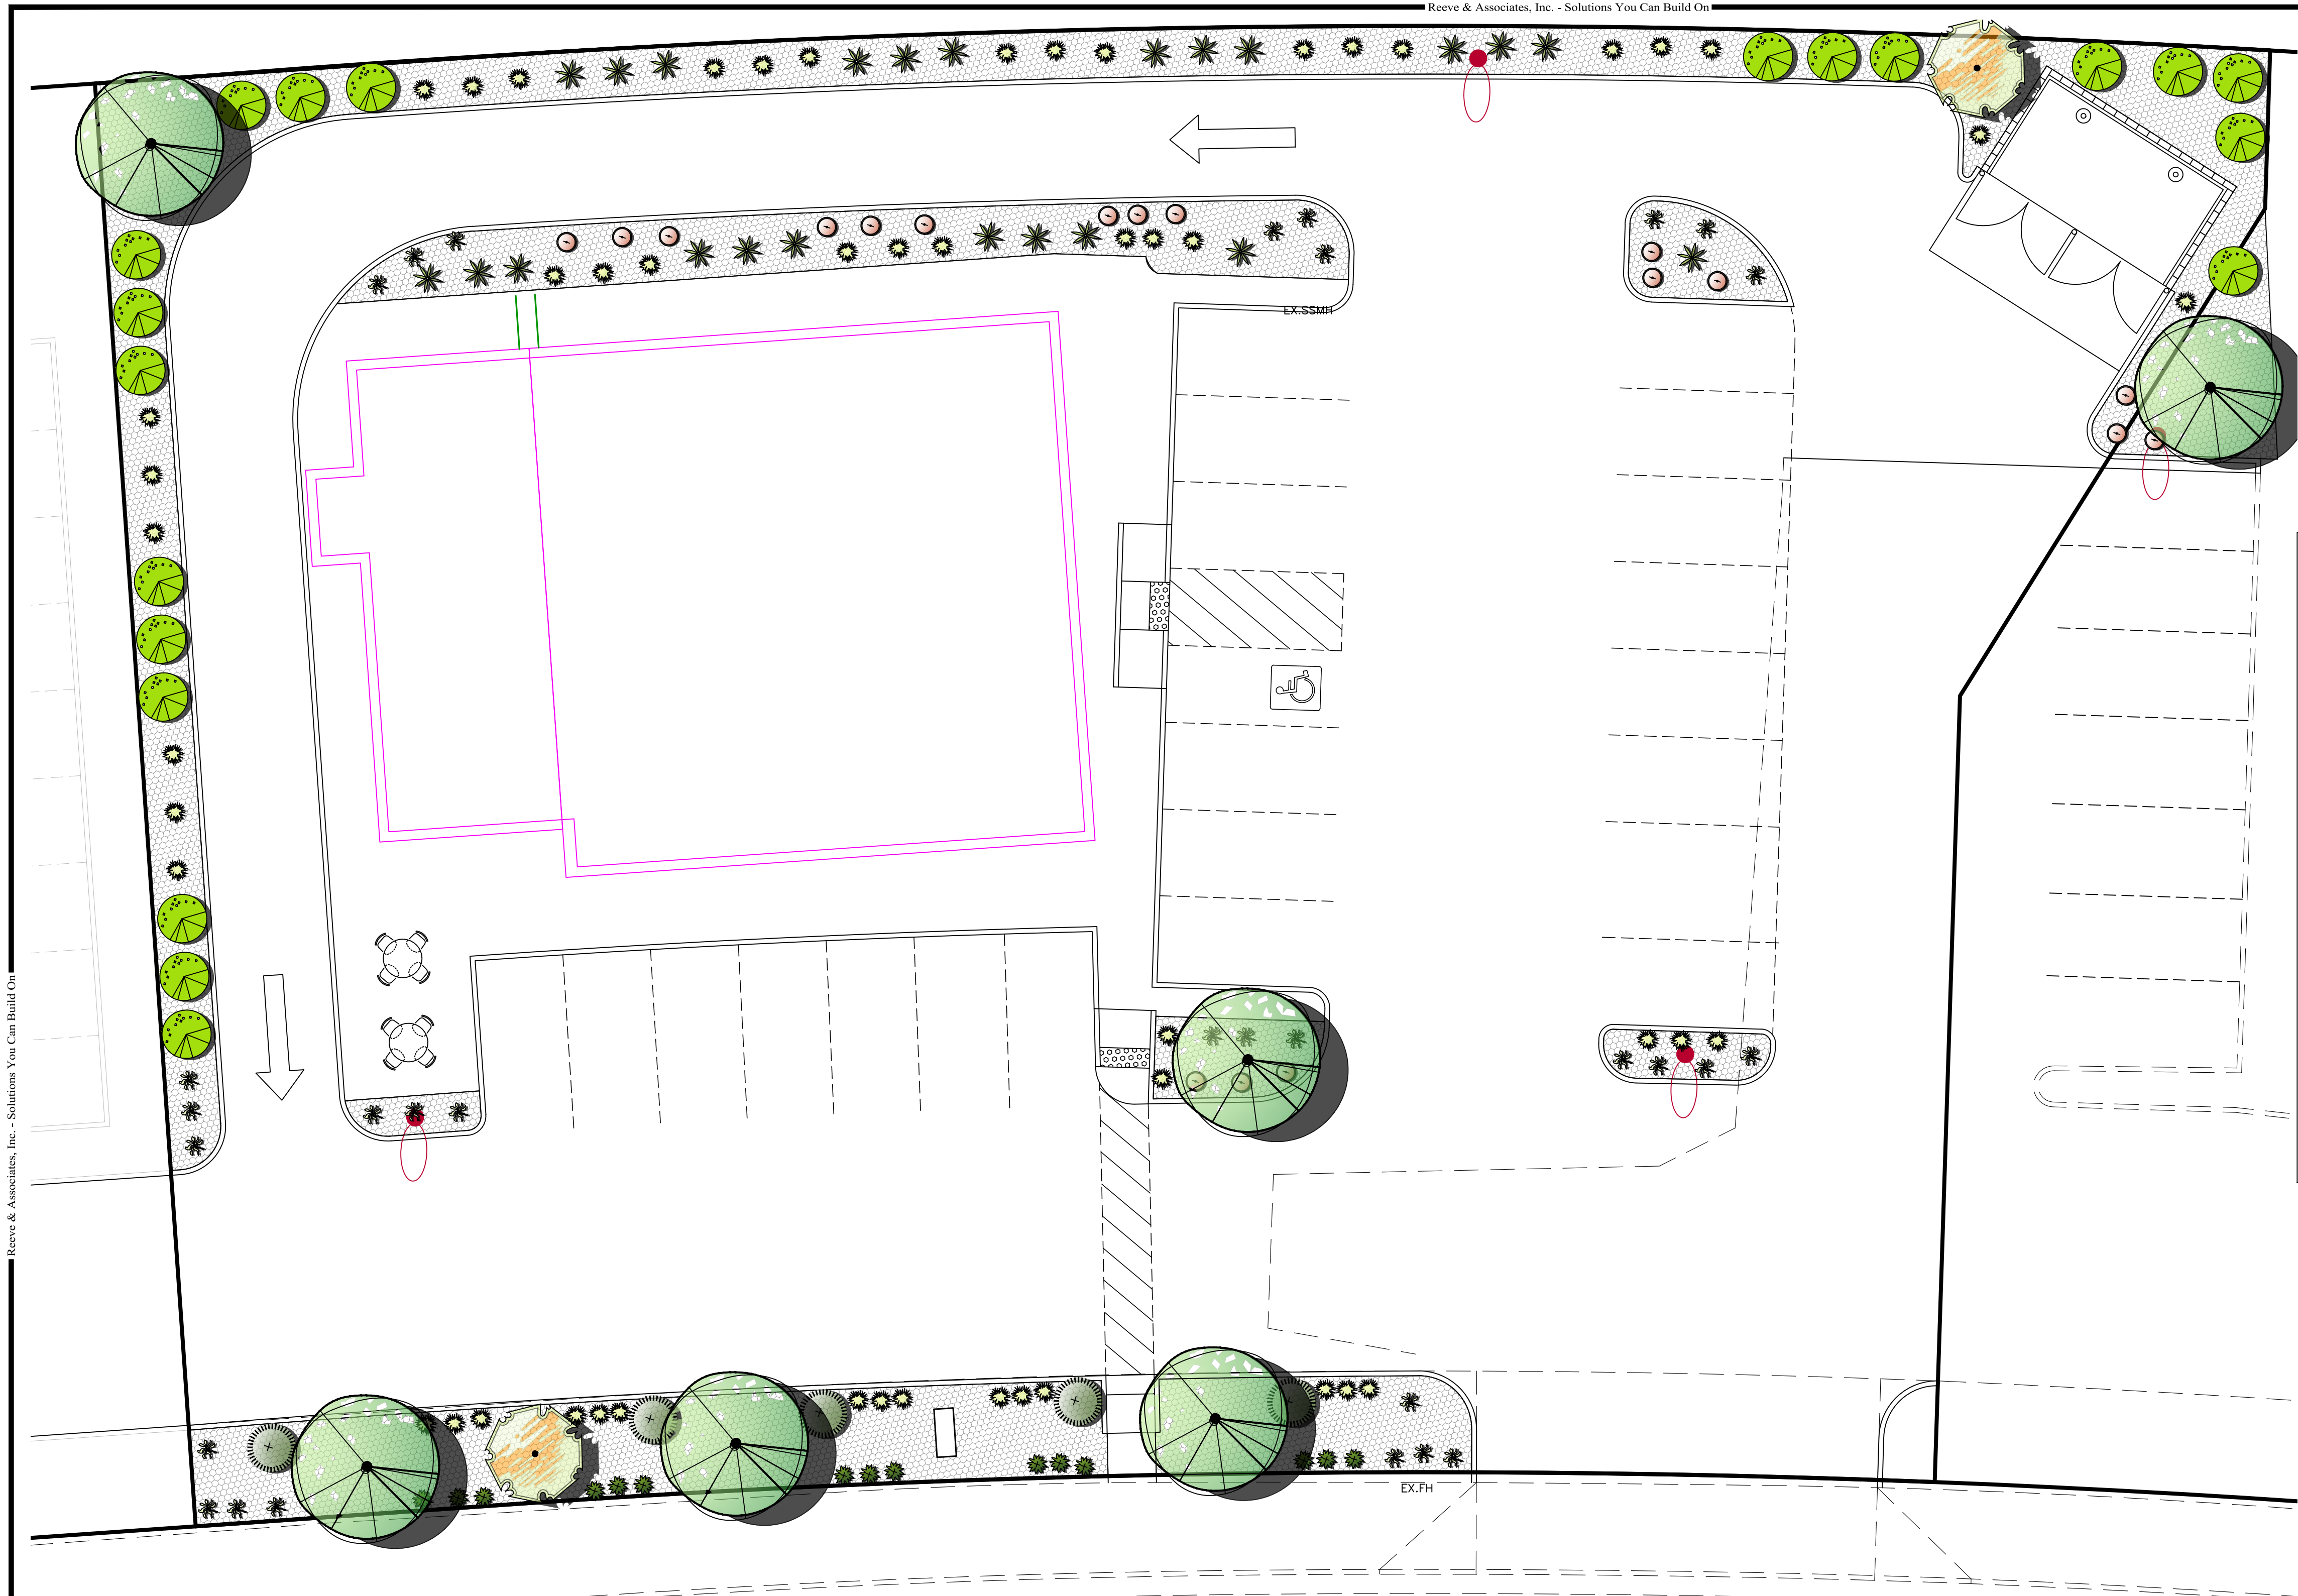 Reeve & Associates, Inc. - Solutions You Can Build On
EX.SSMH
Reeve & Associates, Inc. - Solutions You Can Build On
EX.FH